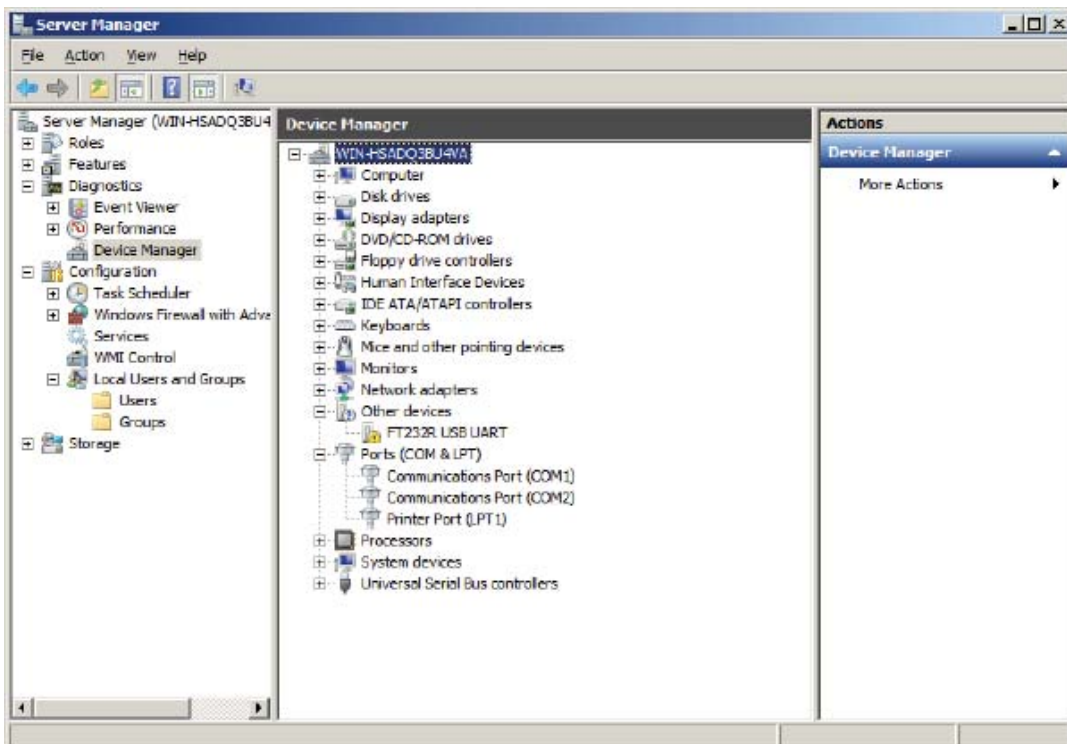 Server Manager
File Action View Help
Server Manager (WIN-HSADQ3BU4
Roles
Features
Diagnostics
Event Viewer
Performance
Device Manager
Configuration
Task Scheduler
Windows Firewall with Adva
Services
WMI Control
Local Users and Groups
Users
Groups
Storage
Device Manager
WIN-HSADQ3BU4VA
Computer
Disk drives
Display adapters
DVD/CD-ROM drives
Floppy drive controllers
Human Interface Devices
IDE ATA/ATAPI controllers
Keyboards
Mice and other pointing devices
Monitors
Network adapters
Other devices
FT232R USB UART
Ports (COM & LPT)
Communications Port (COM1)
Communications Port (COM2)
Printer Port (LPT1)
Processors
System devices
Universal Serial Bus controllers
Actions
Device Manager
More Actions